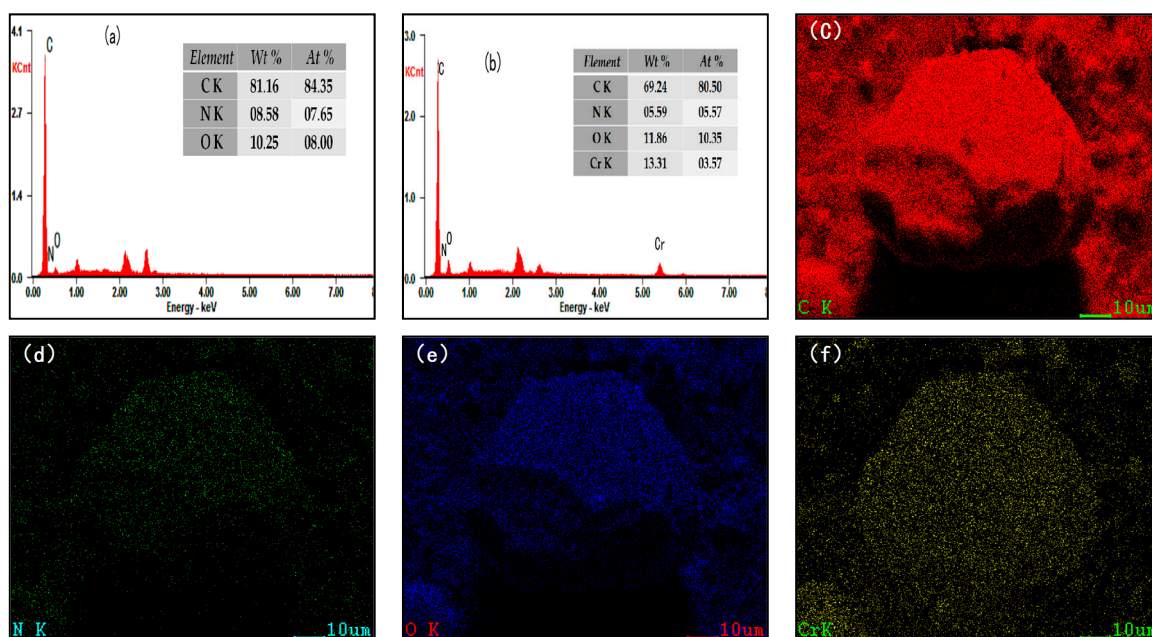 (a)
4.1
C
KCnt
2.7
1.4
0.0
N
O
Element Wt % At %
C K 81.16 84.35
N K 08.58 07.65
O K 10.25 08.00
0.00 1.00 2.00 3.00 4.00 5.00 6.00 7.00 8
Energy - keV
(b)
3.0
C
KCnt
2.0
1.0
0.0
N
O
Cr
Element Wt % At %
C K 69.24 80.50
N K 05.59 05.57
O K 11.86 10.35
Cr K 13.31 03.57
0.00 1.00 2.00 3.00 4.00 5.00 6.00 7.00 8
Energy - keV
(C)
C K 10um
(d)
N K 10um
(e)
O K 10um
(f)
CrK 10um